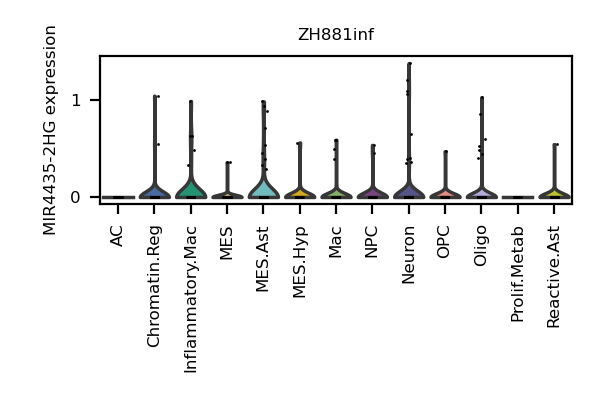 ZH881inf
MIR4435-2HG expression
1
0
AC
Chromatin.Reg
Inflammatory.Mac
MES
MES.Ast
MES.Hyp
Mac
NPC
Neuron
OPC
Oligo
Prolif.Metab
Reactive.Ast